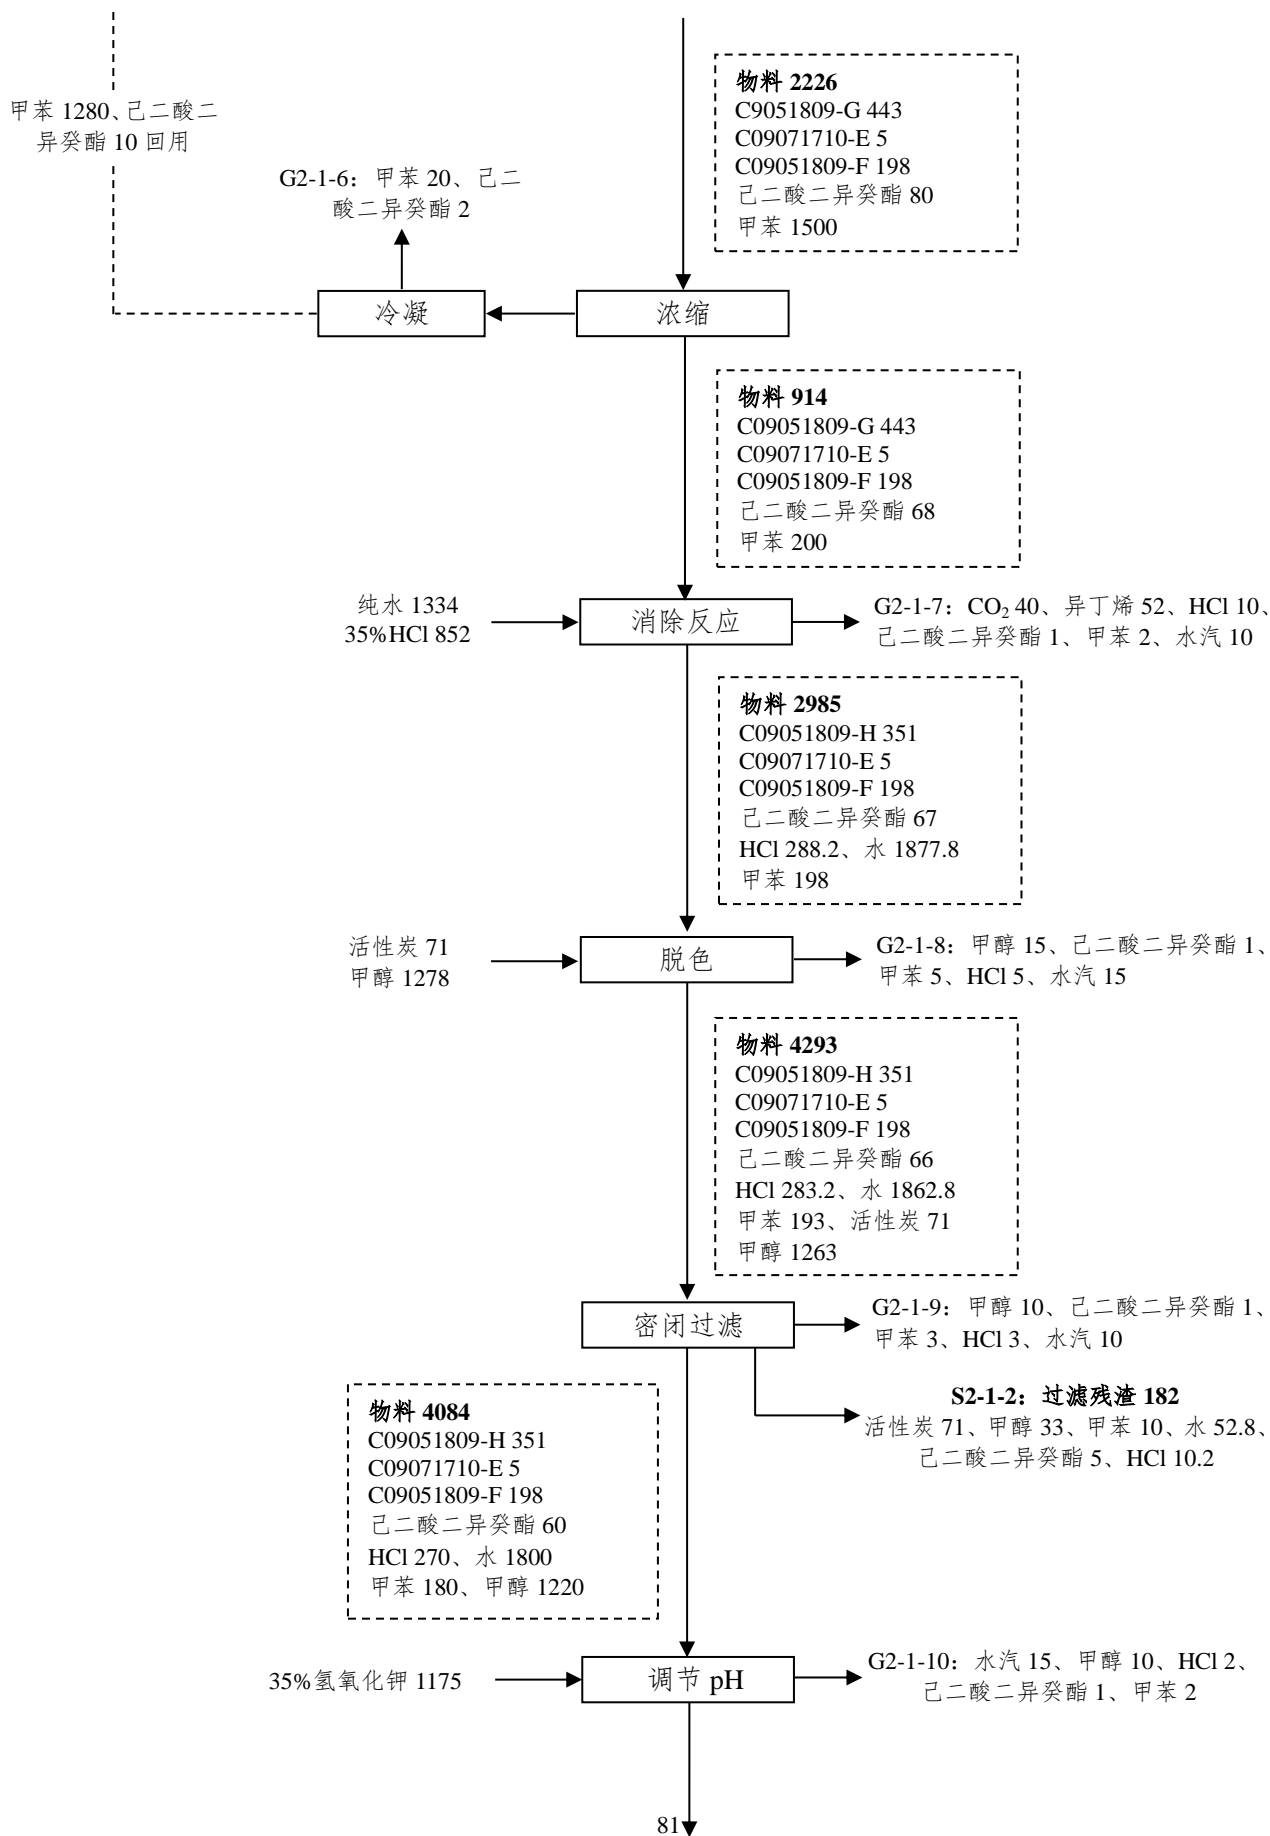 物料 2226
C9051809-G 443
C09071710-E 5
C09051809-F 198
己二酸二异癸酯 80
甲苯 1500
甲苯 1280、己二酸二
异癸酯 10 回用
G2-1-6：甲苯 20、己二
酸二异癸酯 2
冷凝
浓缩
物料 914
C09051809-G 443
C09071710-E 5
C09051809-F 198
己二酸二异癸酯 68
甲苯 200
纯水 1334
35%HCl 852
消除反应
G2-1-7：CO₂ 40、异丁烯 52、HCl 10、
己二酸二异癸酯 1、甲苯 2、水汽 10
物料 2985
C09051809-H 351
C09071710-E 5
C09051809-F 198
己二酸二异癸酯 67
HCl 288.2、水 1877.8
甲苯 198
活性炭 71
甲醇 1278
脱色
G2-1-8：甲醇 15、己二酸二异癸酯 1、
甲苯 5、HCl 5、水汽 15
物料 4293
C09051809-H 351
C09071710-E 5
C09051809-F 198
己二酸二异癸酯 66
HCl 283.2、水 1862.8
甲苯 193、活性炭 71
甲醇 1263
密闭过滤
G2-1-9：甲醇 10、己二酸二异癸酯 1、
甲苯 3、HCl 3、水汽 10
S2-1-2：过滤残渣 182
活性炭 71、甲醇 33、甲苯 10、水 52.8、
己二酸二异癸酯 5、HCl 10.2
物料 4084
C09051809-H 351
C09071710-E 5
C09051809-F 198
己二酸二异癸酯 60
HCl 270、水 1800
甲苯 180、甲醇 1220
35%氢氧化钾 1175
调节 pH
G2-1-10：水汽 15、甲醇 10、HCl 2、
己二酸二异癸酯 1、甲苯 2
81